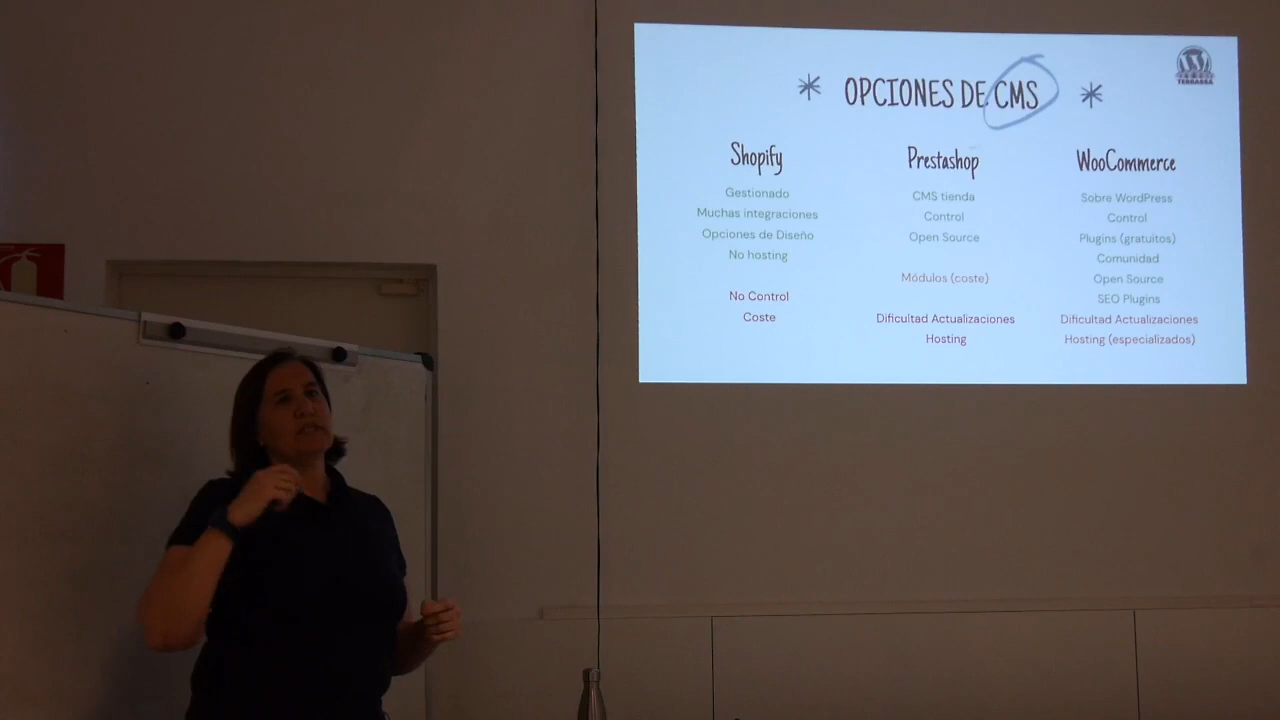 OPCIONES DE CMS
TERRASSA
Shopify
Gestionado
Muchas integraciones
Opciones de Diseño
No hosting
No Control
Coste
Prestashop
CMS tienda
Control
Open Source
Módulos (coste)
Dificultad Actualizaciones
Hosting
WooCommerce
Sobre WordPress
Control
Plugins (gratuitos)
Comunidad
Open Source
SEO Plugins
Dificultad Actualizaciones
Hosting (especializados)